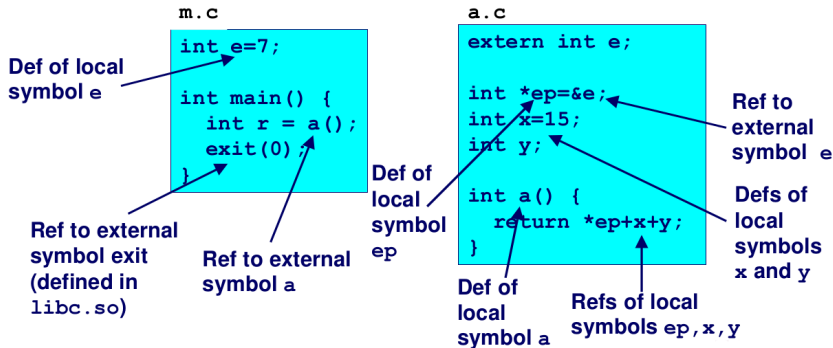 m.c
int e=7;
int main() {
int r = a();
exit(0);
}
Def of local
symbol e
Ref to external
symbol exit
(defined in
libc.so)
Ref to external
symbol a
a.c
extern int e;
int *ep=&e;
int x=15;
int y;
int a() {
return *ep+x+y;
}
Def of
local
symbol
ep
Ref to
external
symbol e
Defs of
local
symbols
x and y
Def of
local
symbol a
Refs of local
symbols ep,x,y